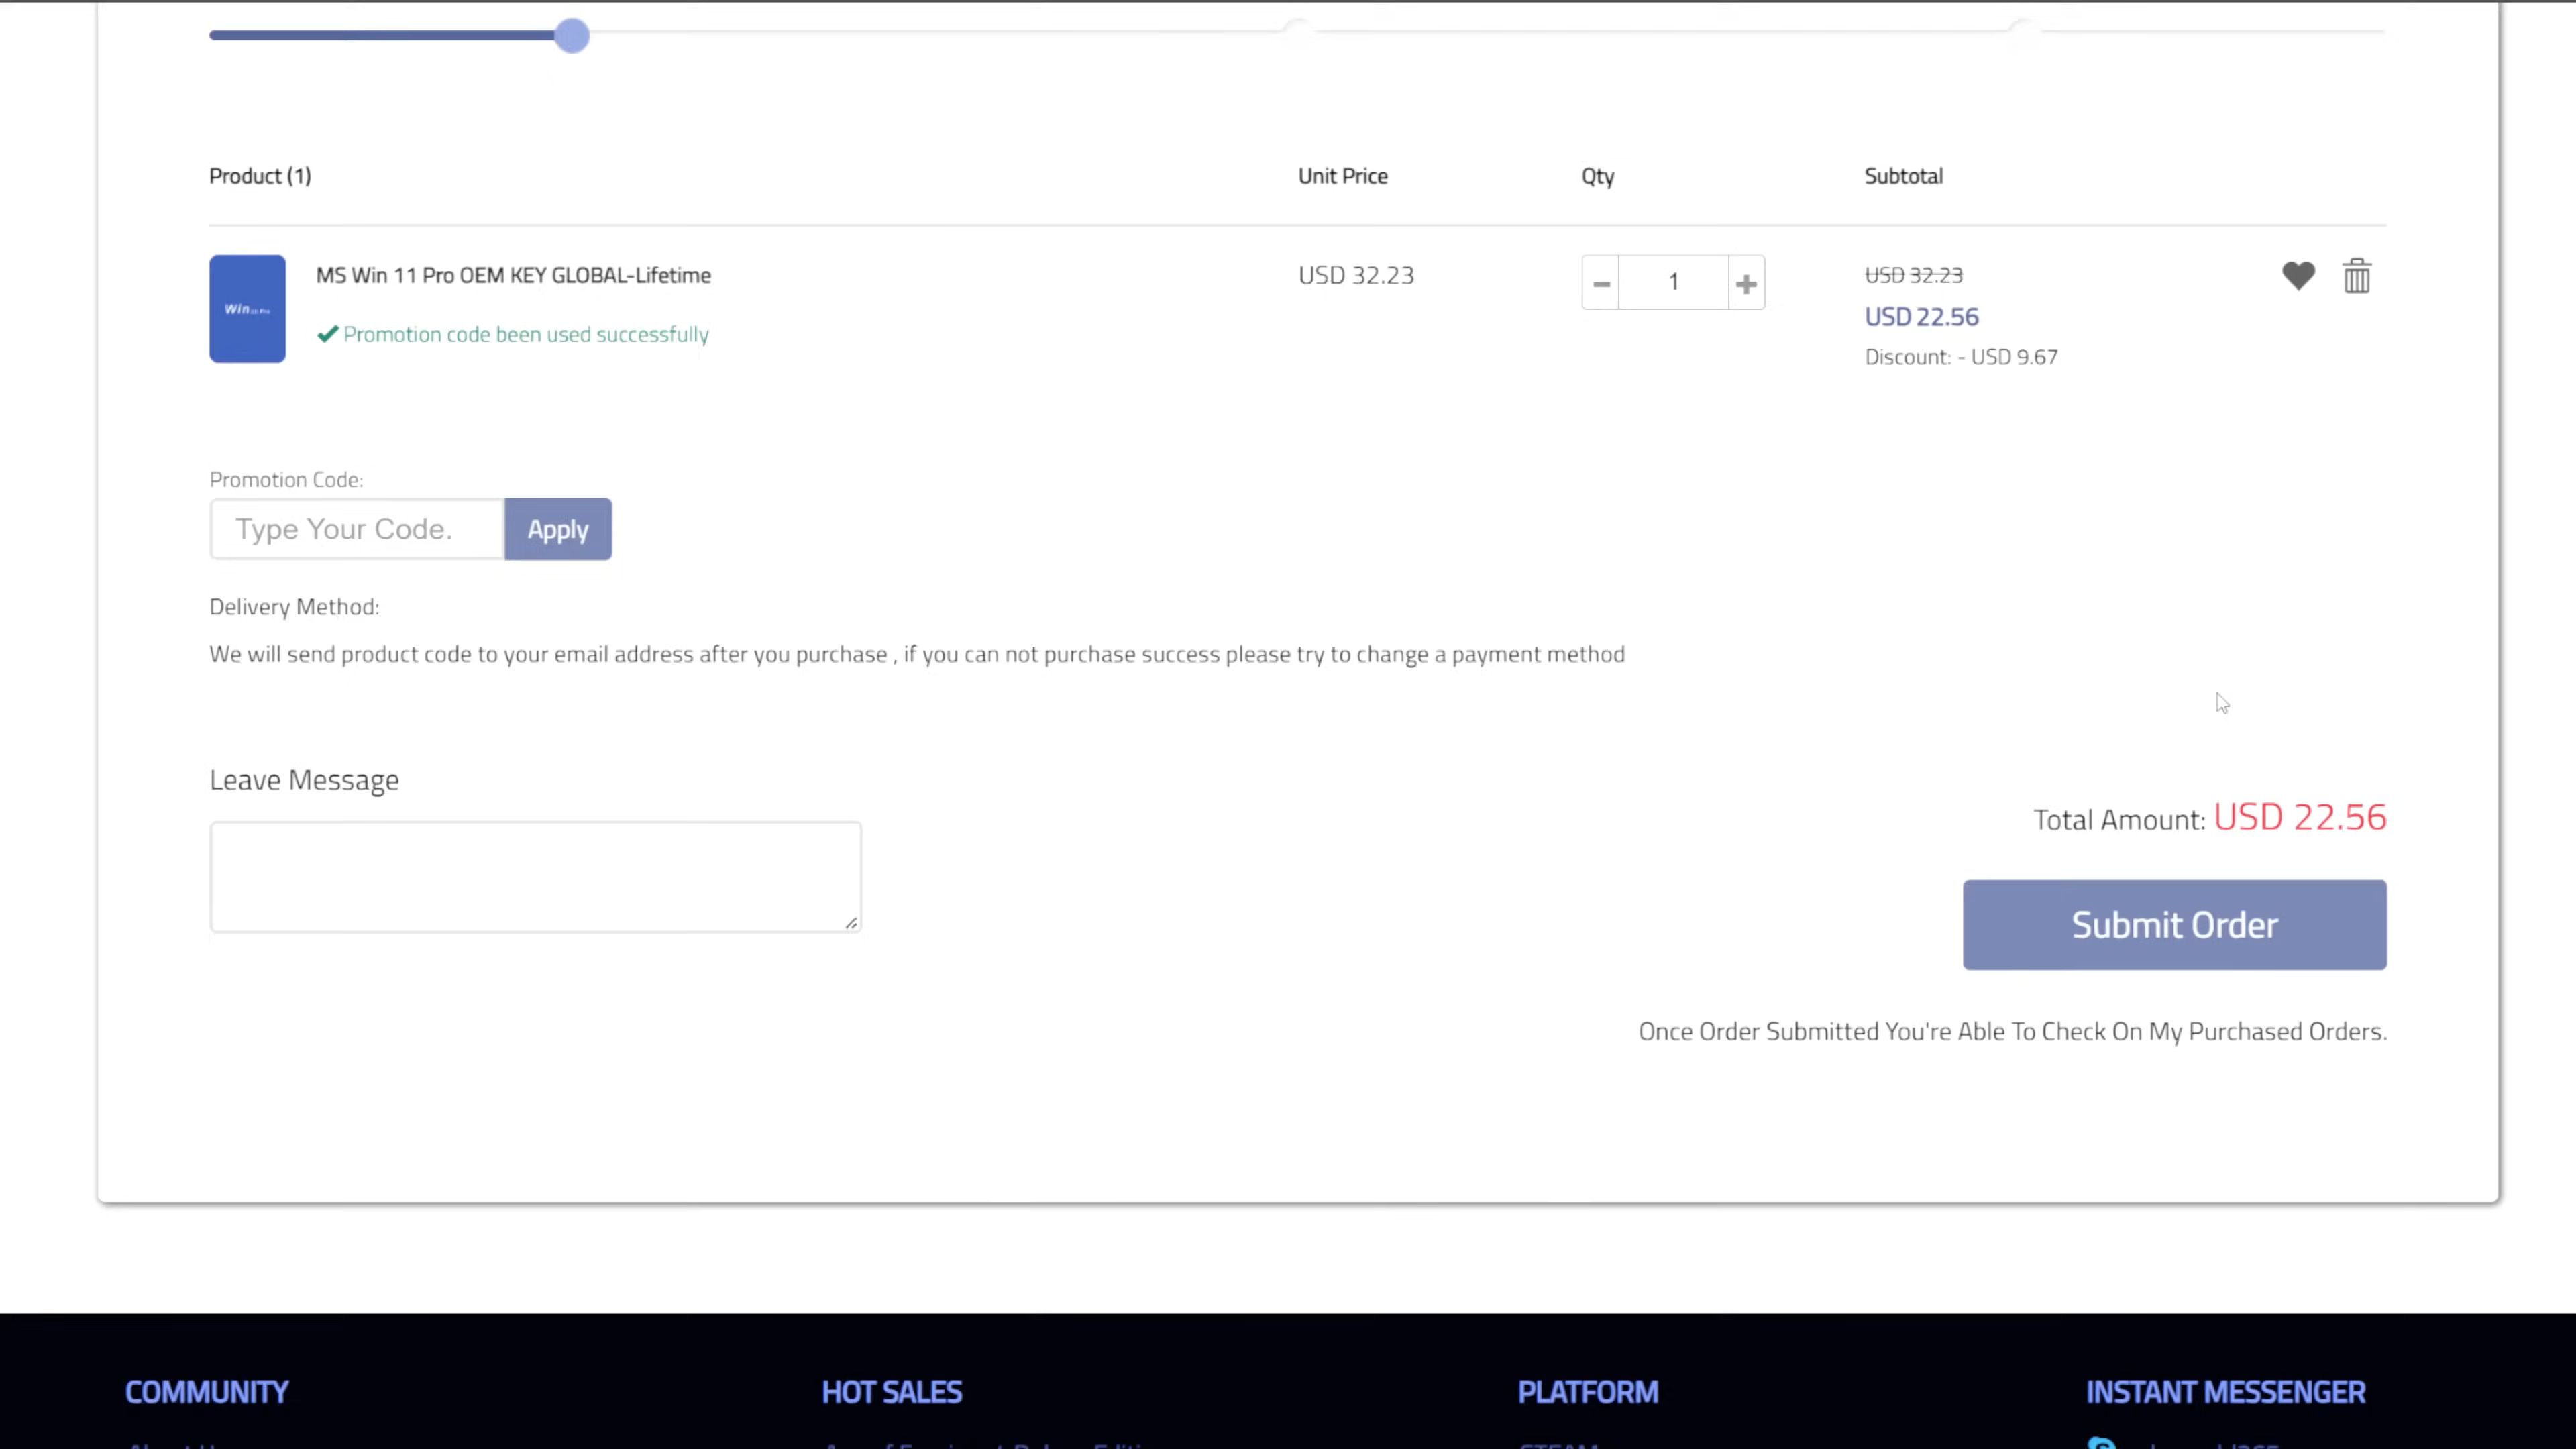 Product (1)
Unit Price
Qty
Subtotal
Win 11 Pro
MS Win 11 Pro OEM KEY GLOBAL-Lifetime
Promotion code been used successfully
USD 32.23
1
USD 32.23
USD 22.56
Discount: - USD 9.67
Promotion Code:
Type Your Code.
Apply
Delivery Method:
We will send product code to your email address after you purchase , if you can not purchase success please try to change a payment method
Leave Message
Total Amount: USD 22.56
Submit Order
Once Order Submitted You're Able To Check On My Purchased Orders.
COMMUNITY
HOT SALES
PLATFORM
INSTANT MESSENGER